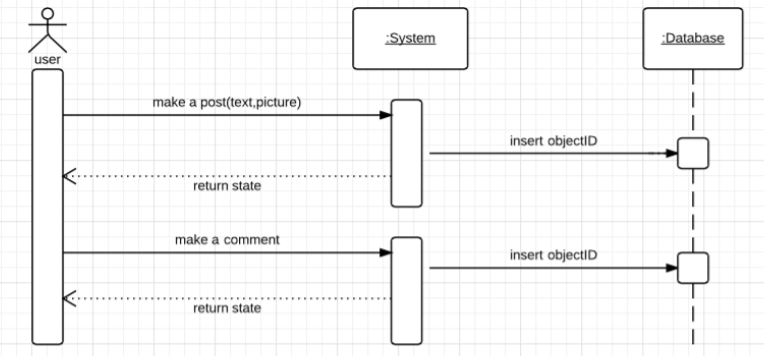 :System
:Database
user
make a post(text,picture)
insert objectID
return state
make a comment
insert objectID
return state